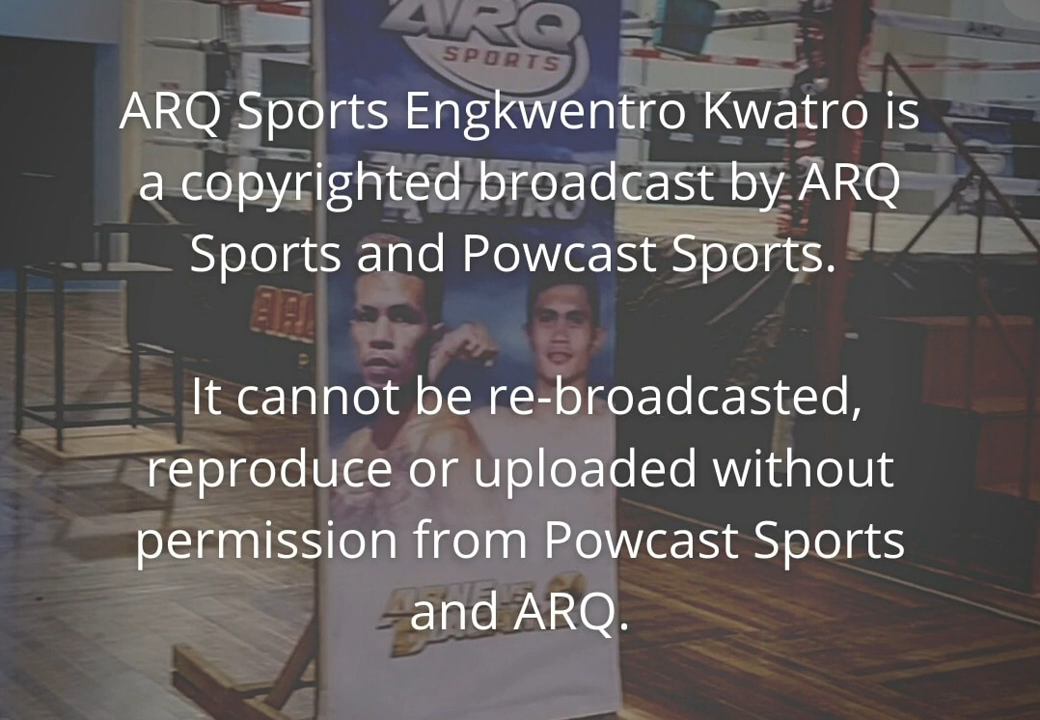 ARQ
SPORTS
ARQ Sports Engkwentro Kwatro is
a copyrighted broadcast by ARQ
Sports and Powcast Sports.
It cannot be re-broadcasted,
reproduce or uploaded without
permission from Powcast Sports
and ARQ.